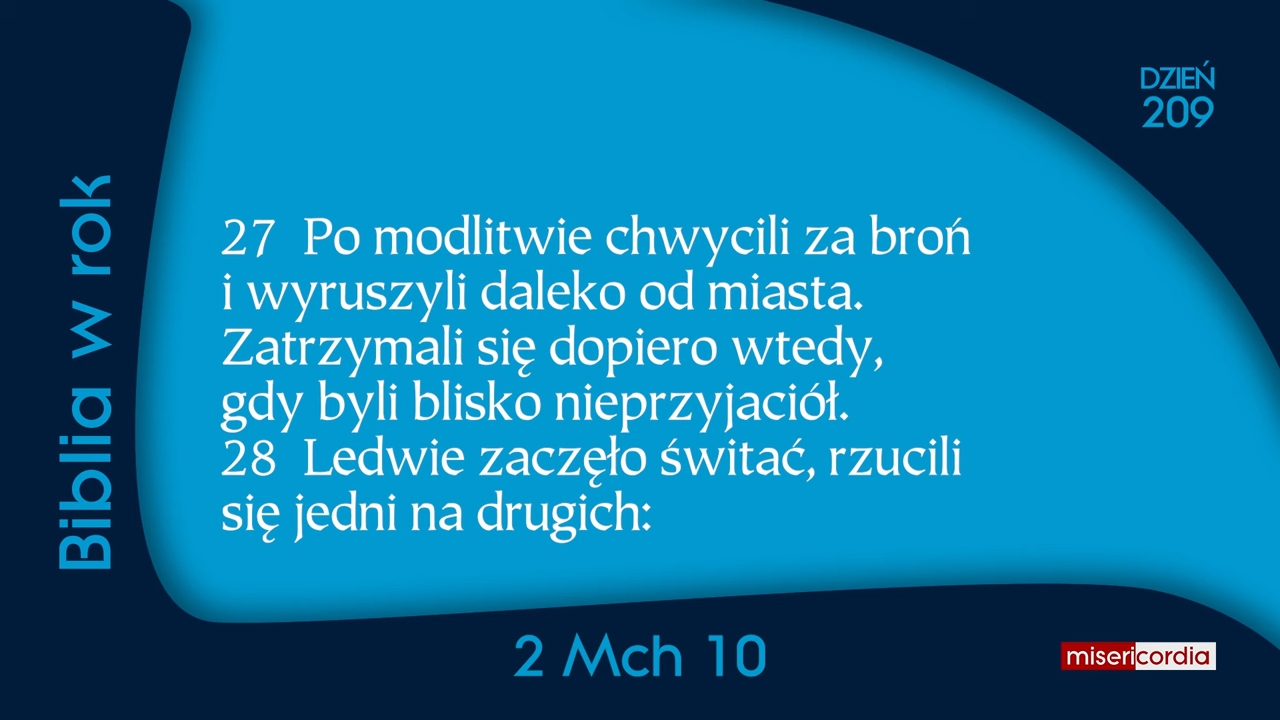 DZIEŃ
209
Biblia w rok
27 Po modlitwie chwycili za broń
i wyruszyli daleko od miasta.
Zatrzymali się dopiero wtedy,
gdy byli blisko nieprzyjaciół.
28 Ledwie zaczęło świtać, rzucili
się jedni na drugich:
2 Mch 10
misericordia